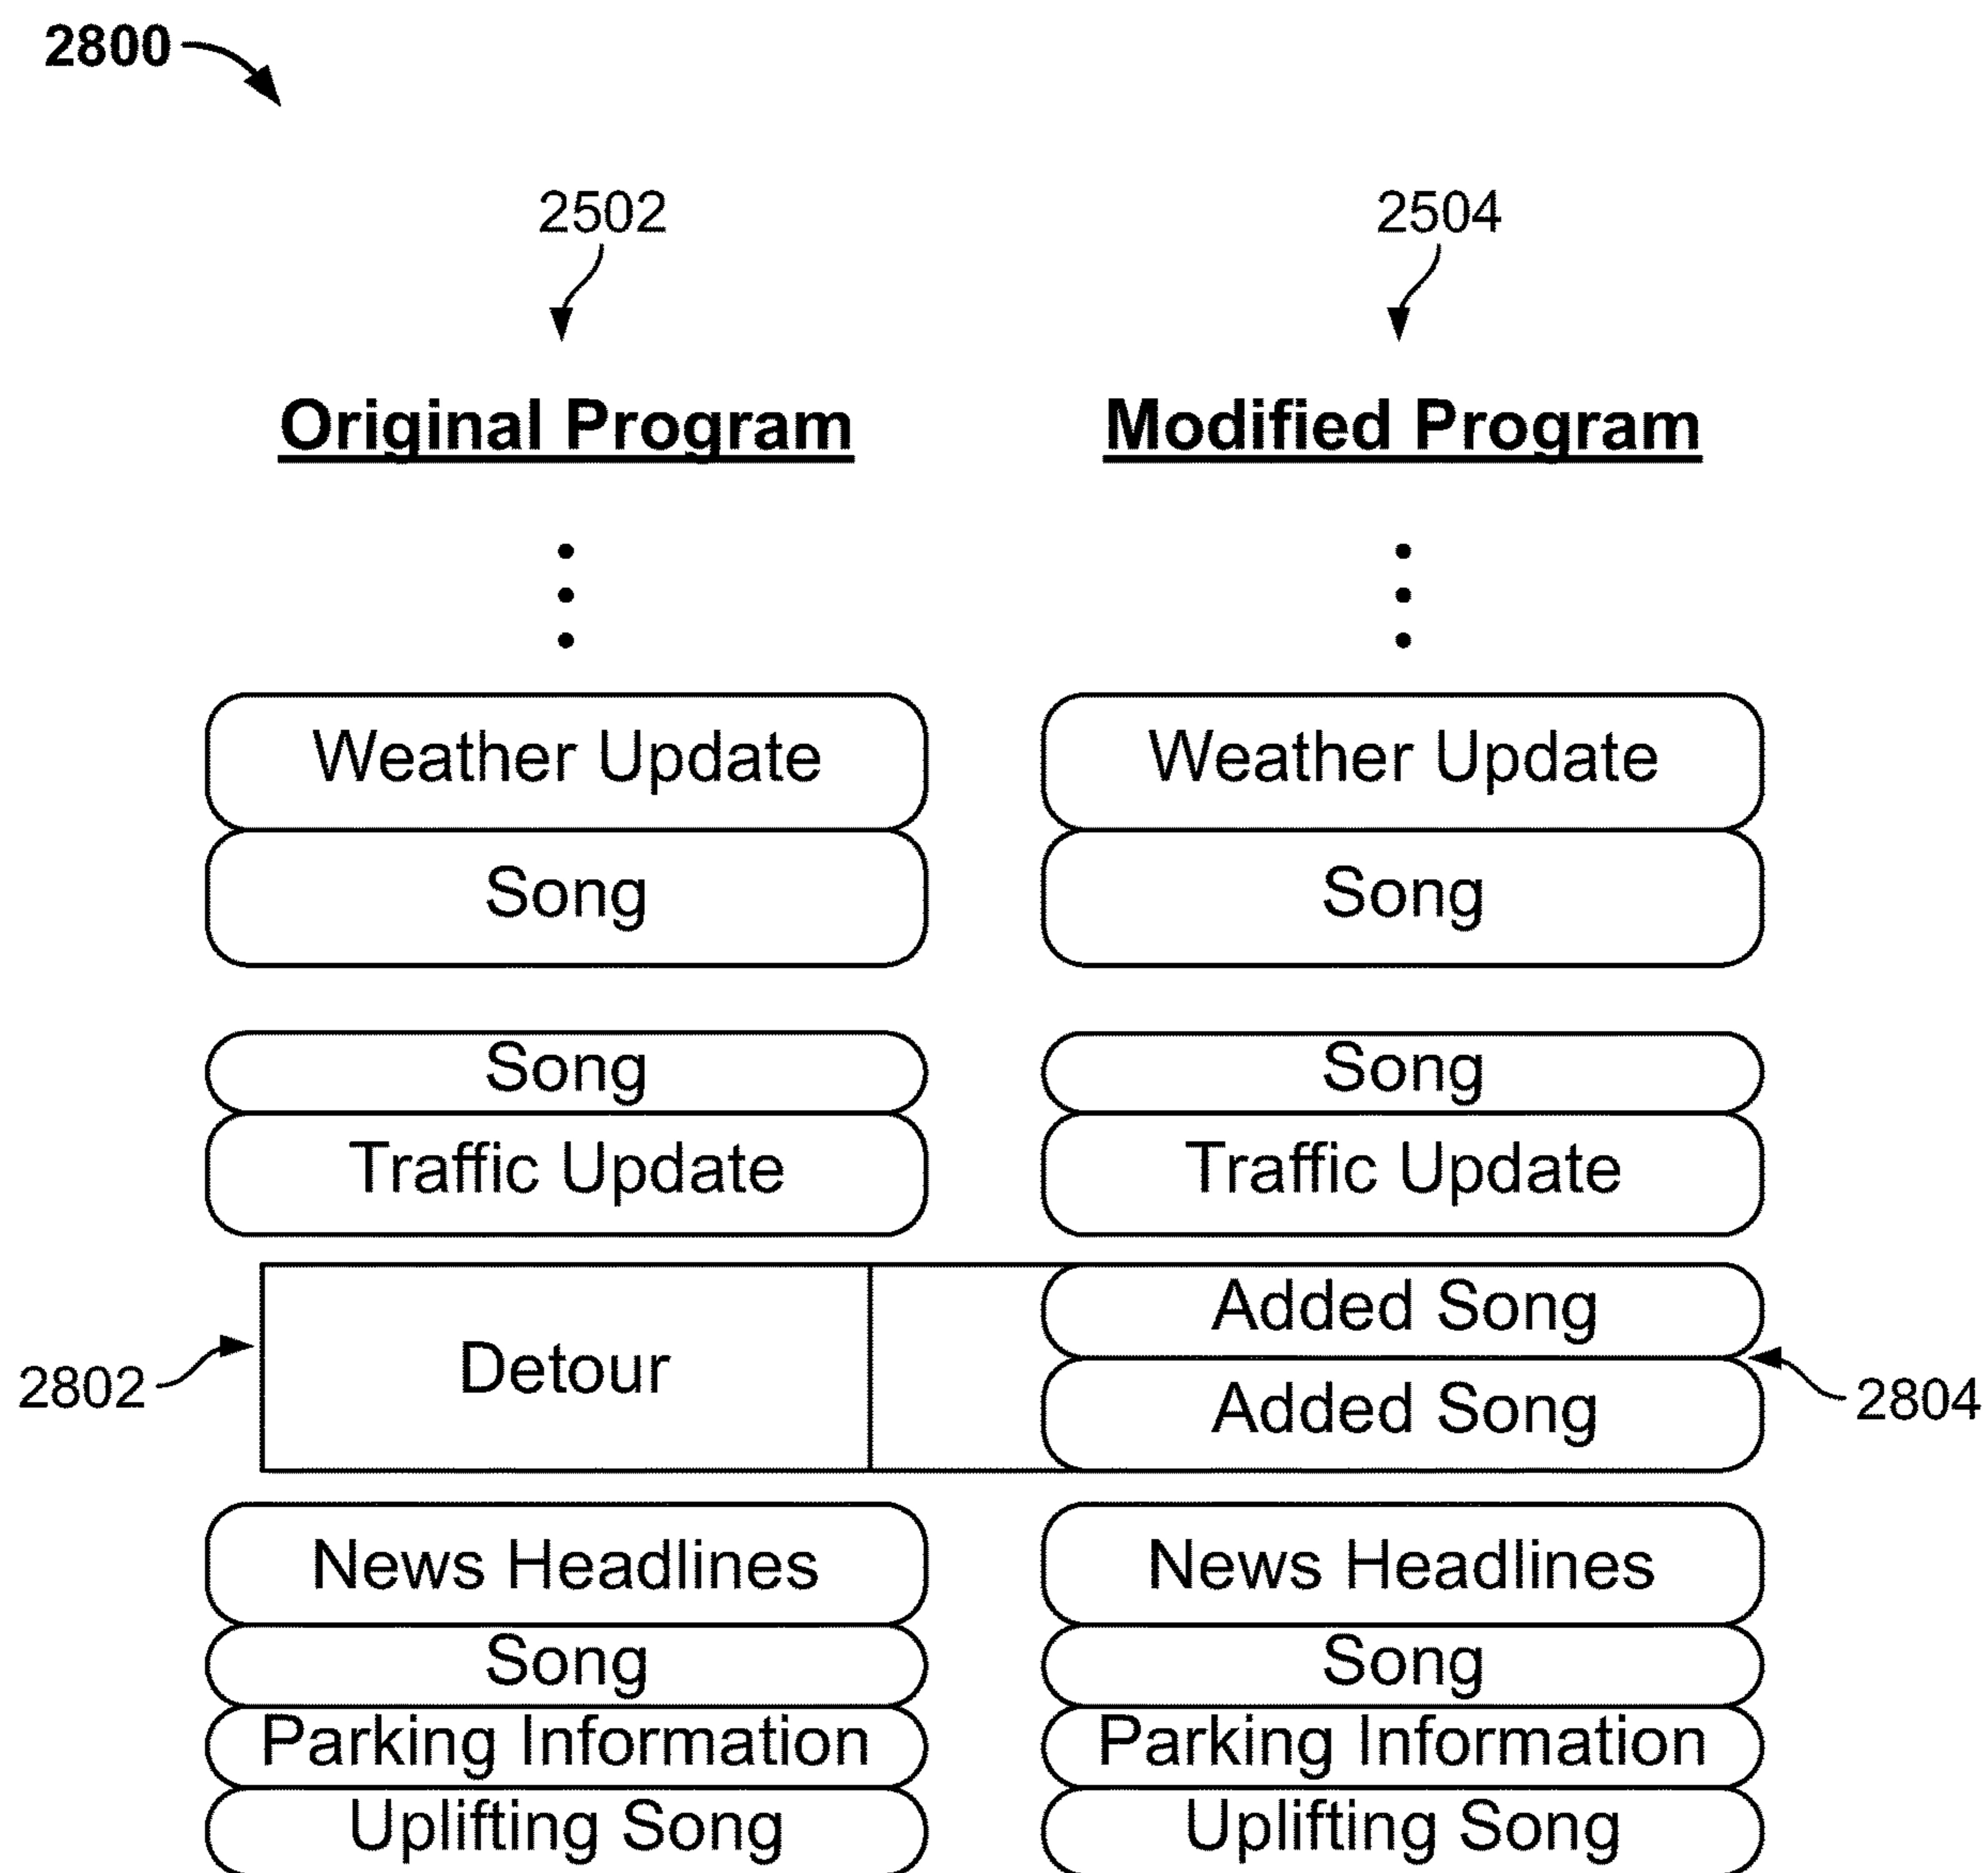 2800
2502
2504
Original Program
Modified Program
Weather Update
Weather Update
Song
Song
Song
Song
Traffic Update
Traffic Update
2802
Detour
Added Song
Added Song
2804
News Headlines
News Headlines
Song
Song
Parking Information
Parking Information
Uplifting Song
Uplifting Song